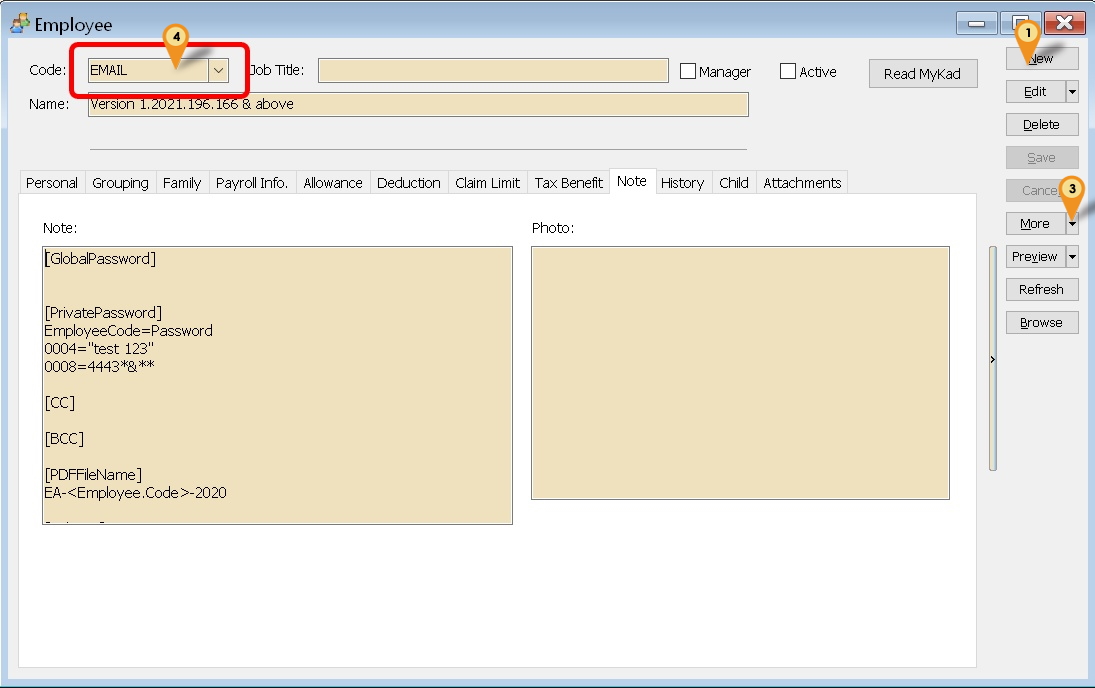 Employee
4
1
Code: EMAIL Job Title: Manager Active Read MyKad
Name: Version 1.2021.196.166 & above
New
Edit
Delete
Save
3
More
Preview
Refresh
Browse
Personal Grouping Family Payroll Info. Allowance Deduction Claim Limit Tax Benefit Note History Child Attachments
Note: Photo:
[GlobalPassword]
[PrivatePassword]
EmployeeCode=Password
0004="test 123"
0008=4443*&**
[CC]
[BCC]
[PDFFileName]
EA-<Employee.Code>-2020